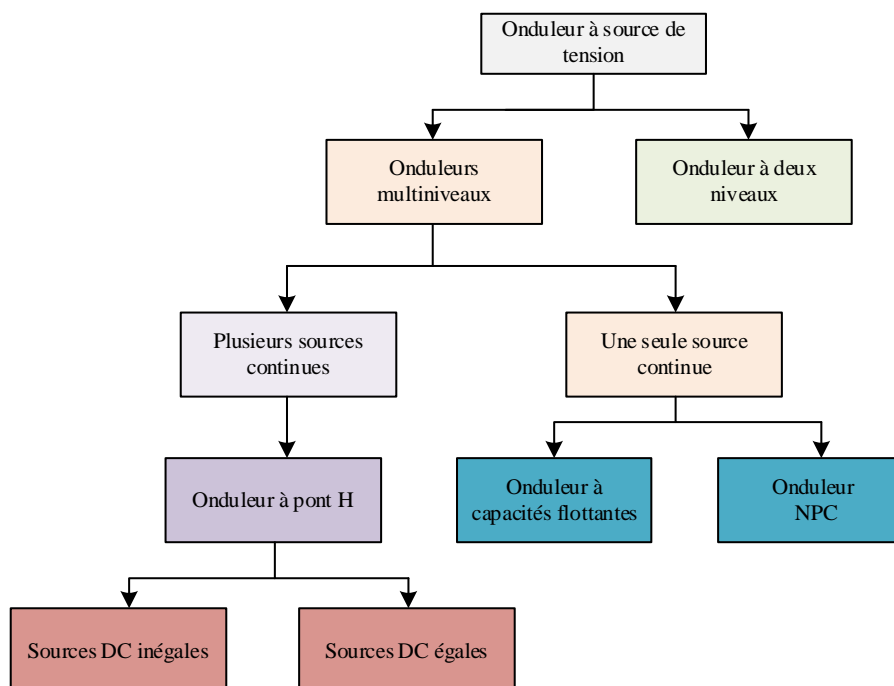 Onduleur à source de
tension
Onduleurs
multiniveaux
Onduleur à deux
niveaux
Plusieurs sources
continues
Une seule source
continue
Onduleur à pont H
Onduleur à
capacités flottantes
Onduleur
NPC
Sources DC inégales
Sources DC égales